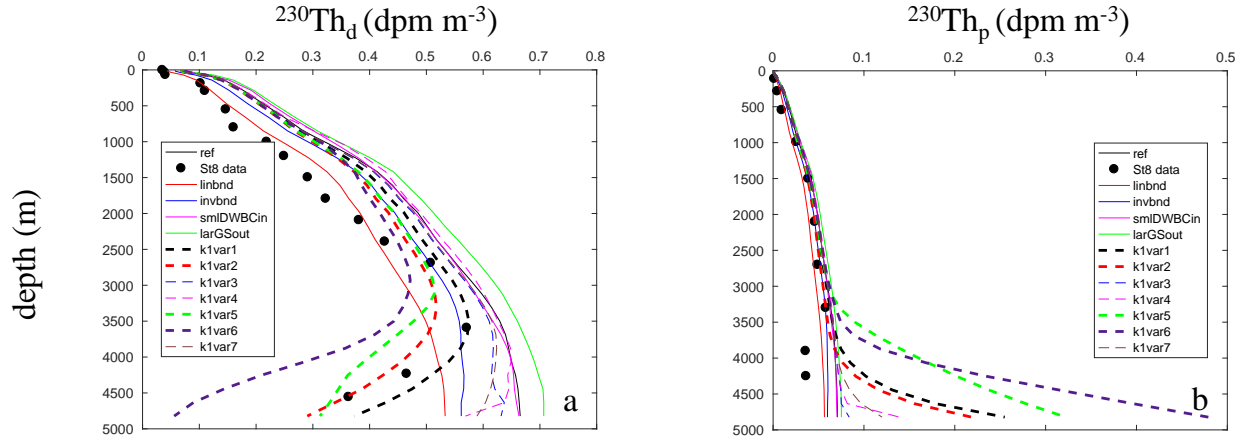 ²³⁰Th_d (dpm m⁻³)
0 0.1 0.2 0.3 0.4 0.5 0.6 0.7 0.8
0
500
1000
1500
2000
2500
3000
3500
4000
4500
5000
depth (m)
ref
St8 data
linbnd
invbnd
smlDWBCin
larGSout
k1var1
k1var2
k1var3
k1var4
k1var5
k1var6
k1var7
a
²³⁰Th_p (dpm m⁻³)
0 0.1 0.2 0.3 0.4 0.5
0
500
1000
1500
2000
2500
3000
3500
4000
4500
5000
ref
St8 data
linbnd
invbnd
smlDWBCin
larGSout
k1var1
k1var2
k1var3
k1var4
k1var5
k1var6
k1var7
b